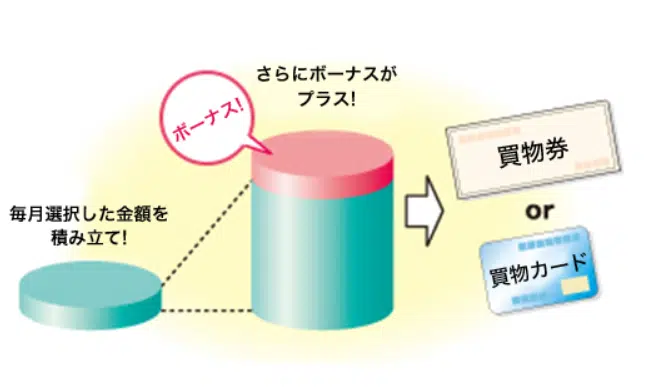 さらにボーナスが
プラス!
ボーナス!
毎月選択した金額を
積み立て!
買物券
or
買物カード